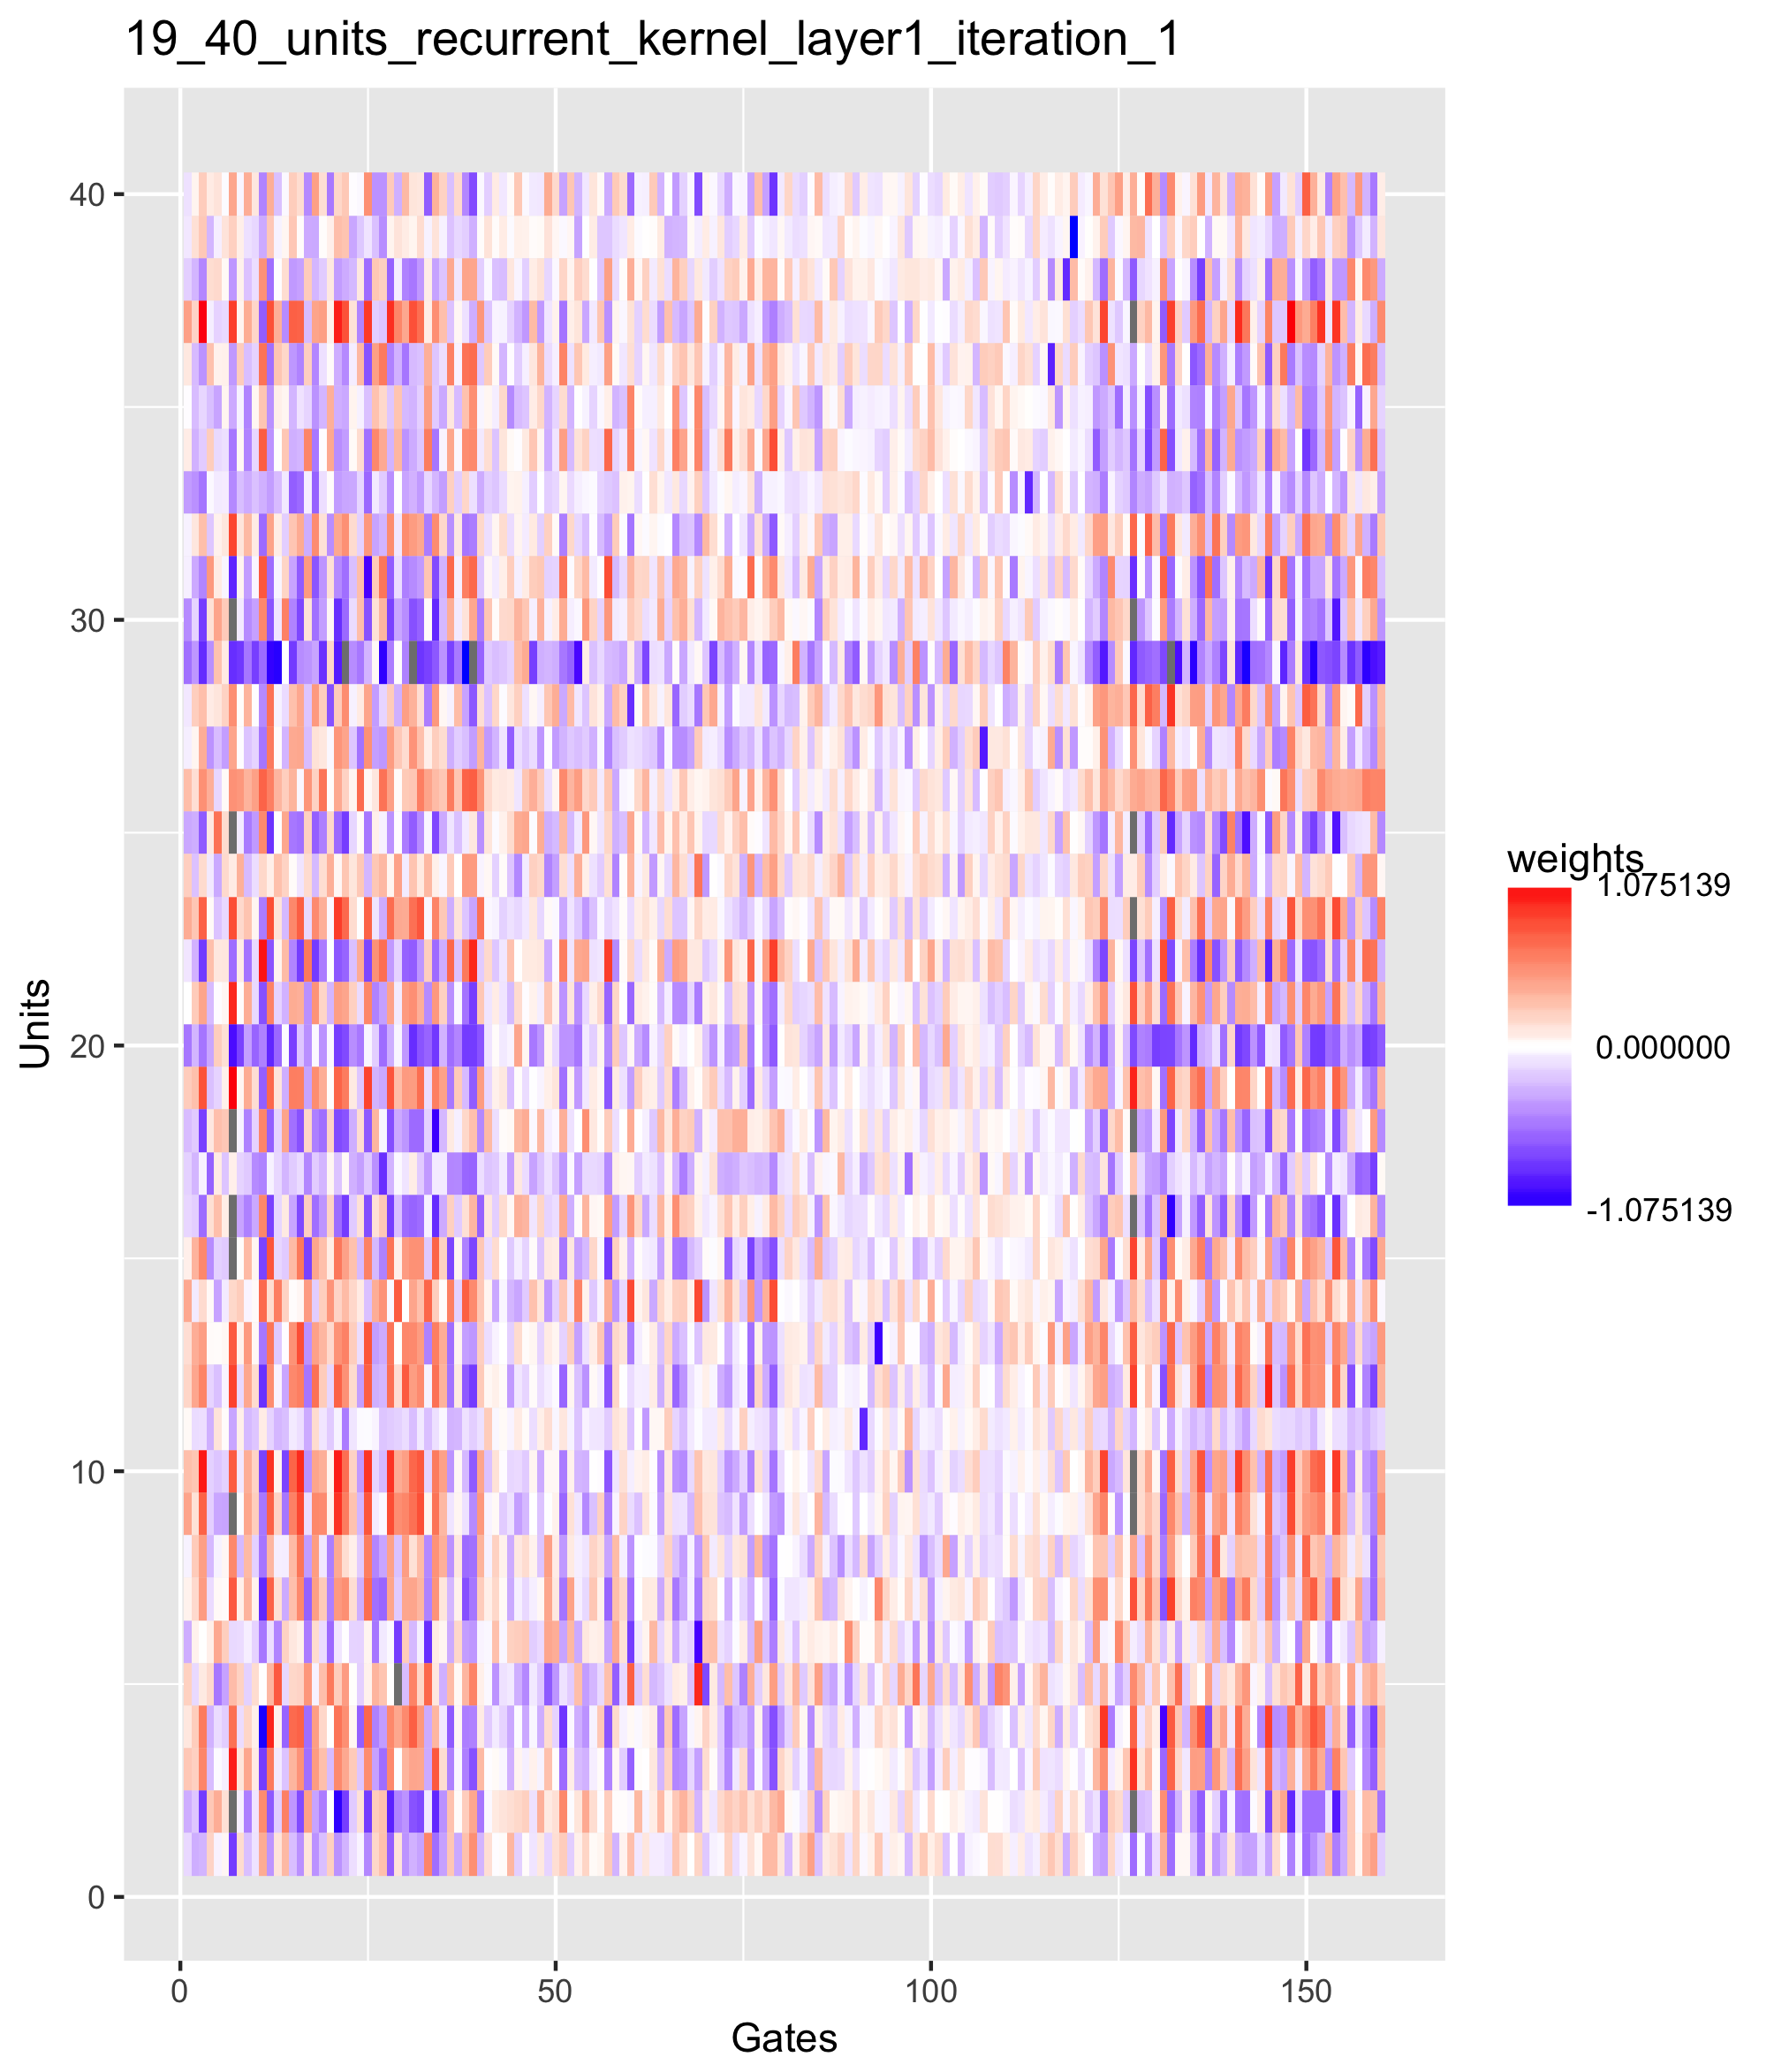 19_40_units_recurrent_kernel_layer1_iteration_1
40
30
20
10
0
Units
0 50 100 150
Gates
weights
1.075139
0.000000
-1.075139